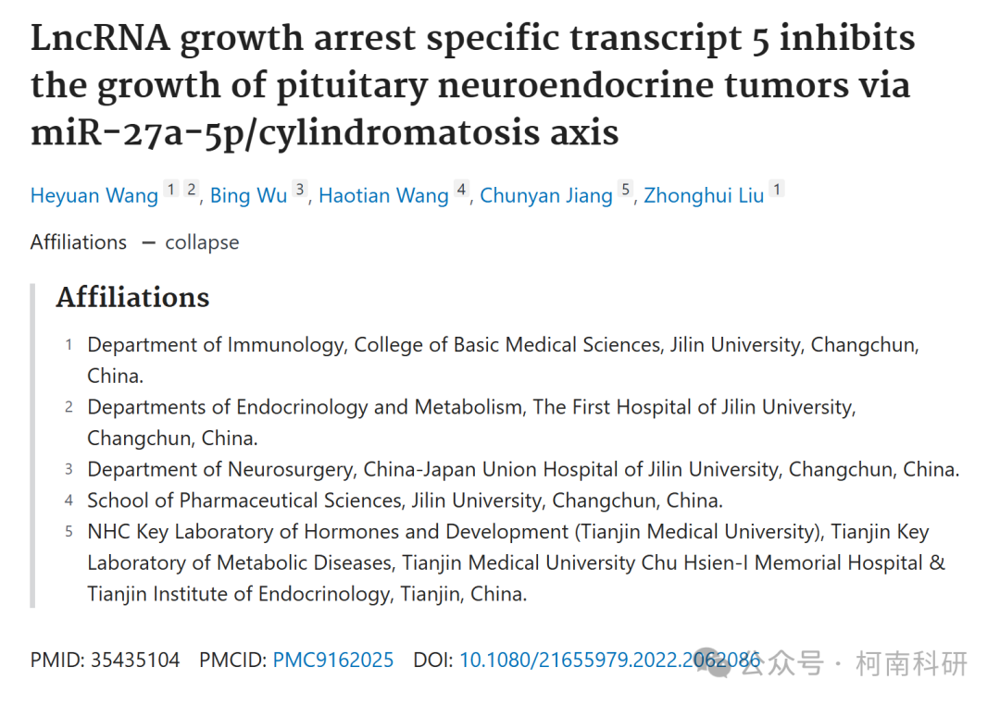 LncRNA growth arrest specific transcript 5 inhibits
the growth of pituitary neuroendocrine tumors via
miR-27a-5p/cylindromatosis axis
Heyuan Wang 1 2, Bing Wu 3, Haotian Wang 4, Chunyan Jiang 5, Zhonghui Liu 1
Affiliations — collapse
Affiliations
1 Department of Immunology, College of Basic Medical Sciences, Jilin University, Changchun,
China.
2 Departments of Endocrinology and Metabolism, The First Hospital of Jilin University,
Changchun, China.
3 Department of Neurosurgery, China-Japan Union Hospital of Jilin University, Changchun, China.
4 School of Pharmaceutical Sciences, Jilin University, Changchun, China.
5 NHC Key Laboratory of Hormones and Development (Tianjin Medical University), Tianjin Key
Laboratory of Metabolic Diseases, Tianjin Medical University Chu Hsien-I Memorial Hospital &
Tianjin Institute of Endocrinology, Tianjin, China.
PMID: 35435104 PMCID: PMC9162025 DOI: 10.1080/21655979.2022.2062086
公众号 · 柯南科研